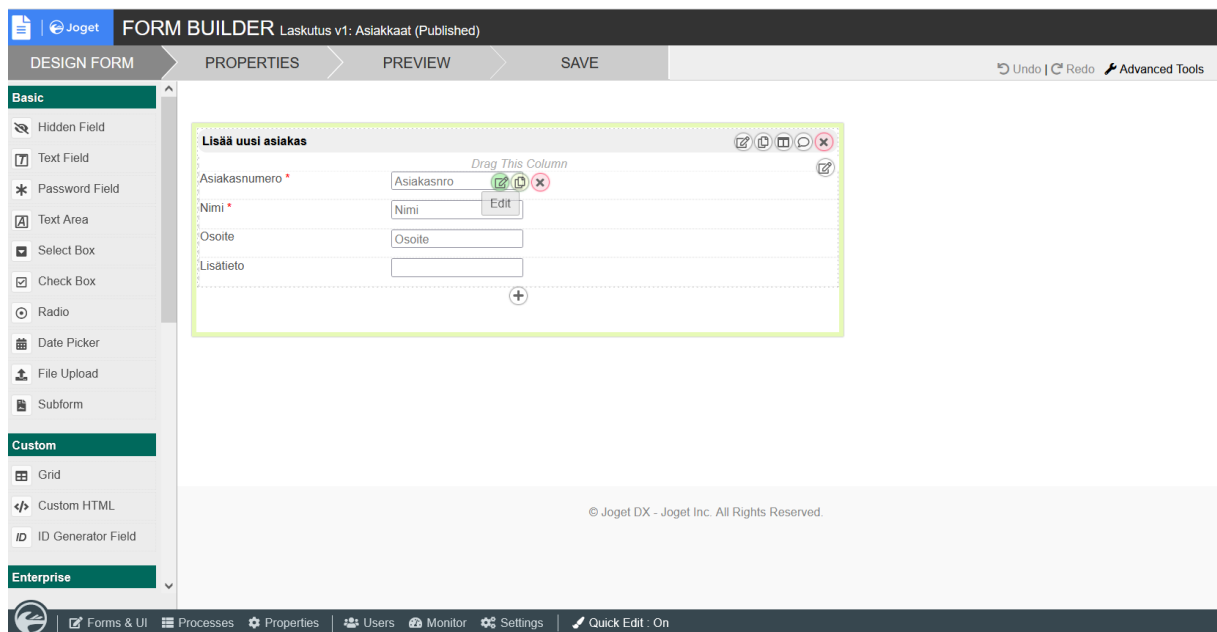 Joget FORM BUILDER Laskutus v1: Asiakkaat (Published)
DESIGN FORM PROPERTIES PREVIEW SAVE
Undo | Redo Advanced Tools
Basic
Hidden Field
Text Field
Password Field
Text Area
Select Box
Check Box
Radio
Date Picker
File Upload
Subform
Custom
Grid
Custom HTML
ID ID Generator Field
Enterprise
Lisää uusi asiakas
Drag This Column
Asiakasnumero * Asiakasnro
Edit
Nimi * Nimi
Osoite Osoite
Lisätieto
© Joget DX - Joget Inc. All Rights Reserved.
Forms & UI Processes Properties | Users Monitor Settings | Quick Edit : On